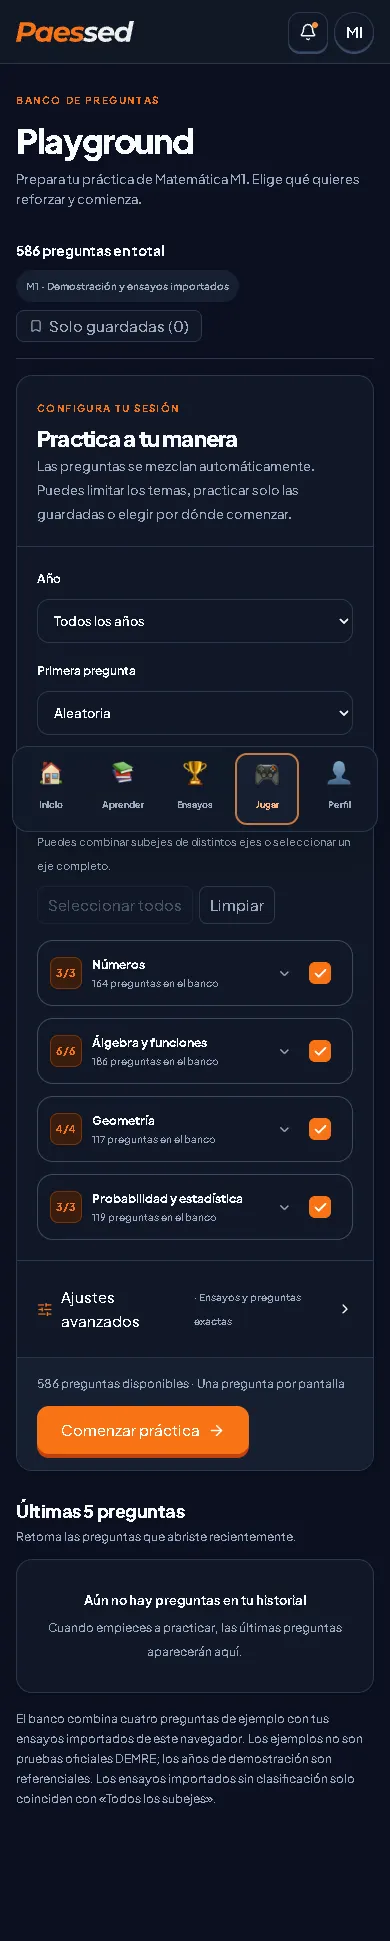 Paessed
MI
BANCO DE PREGUNTAS
Playground
Prepara tu práctica de Matemática M1. Elige qué quieres
reforzar y comienza.
586 preguntas en total
M1 · Demostración y ensayos importados
Solo guardadas (0)
CONFIGURA TU SESIÓN
Practica a tu manera
Las preguntas se mezclan automáticamente.
Puedes limitar los temas, practicar solo las
guardadas o elegir por dónde comenzar.
Año
Todos los años
Primera pregunta
Aleatoria
Inicio
Aprender
Ensayos
Jugar
Perfil
Puedes combinar subejes de distintos ejes o seleccionar un
eje completo.
Seleccionar todos
Limpiar
3/3
Números
164 preguntas en el banco
6/6
Álgebra y funciones
186 preguntas en el banco
4/4
Geometría
117 preguntas en el banco
3/3
Probabilidad y estadística
119 preguntas en el banco
Ajustes
avanzados
· Ensayos y preguntas
exactas
586 preguntas disponibles · Una pregunta por pantalla
Comenzar práctica
Últimas 5 preguntas
Retoma las preguntas que abriste recientemente.
Aún no hay preguntas en tu historial
Cuando empieces a practicar, las últimas preguntas
aparecerán aquí.
El banco combina cuatro preguntas de ejemplo con tus
ensayos importados de este navegador. Los ejemplos no son
pruebas oficiales DEMRE; los años de demostración son
referenciales. Los ensayos importados sin clasificación solo
coinciden con «Todos los subejes».